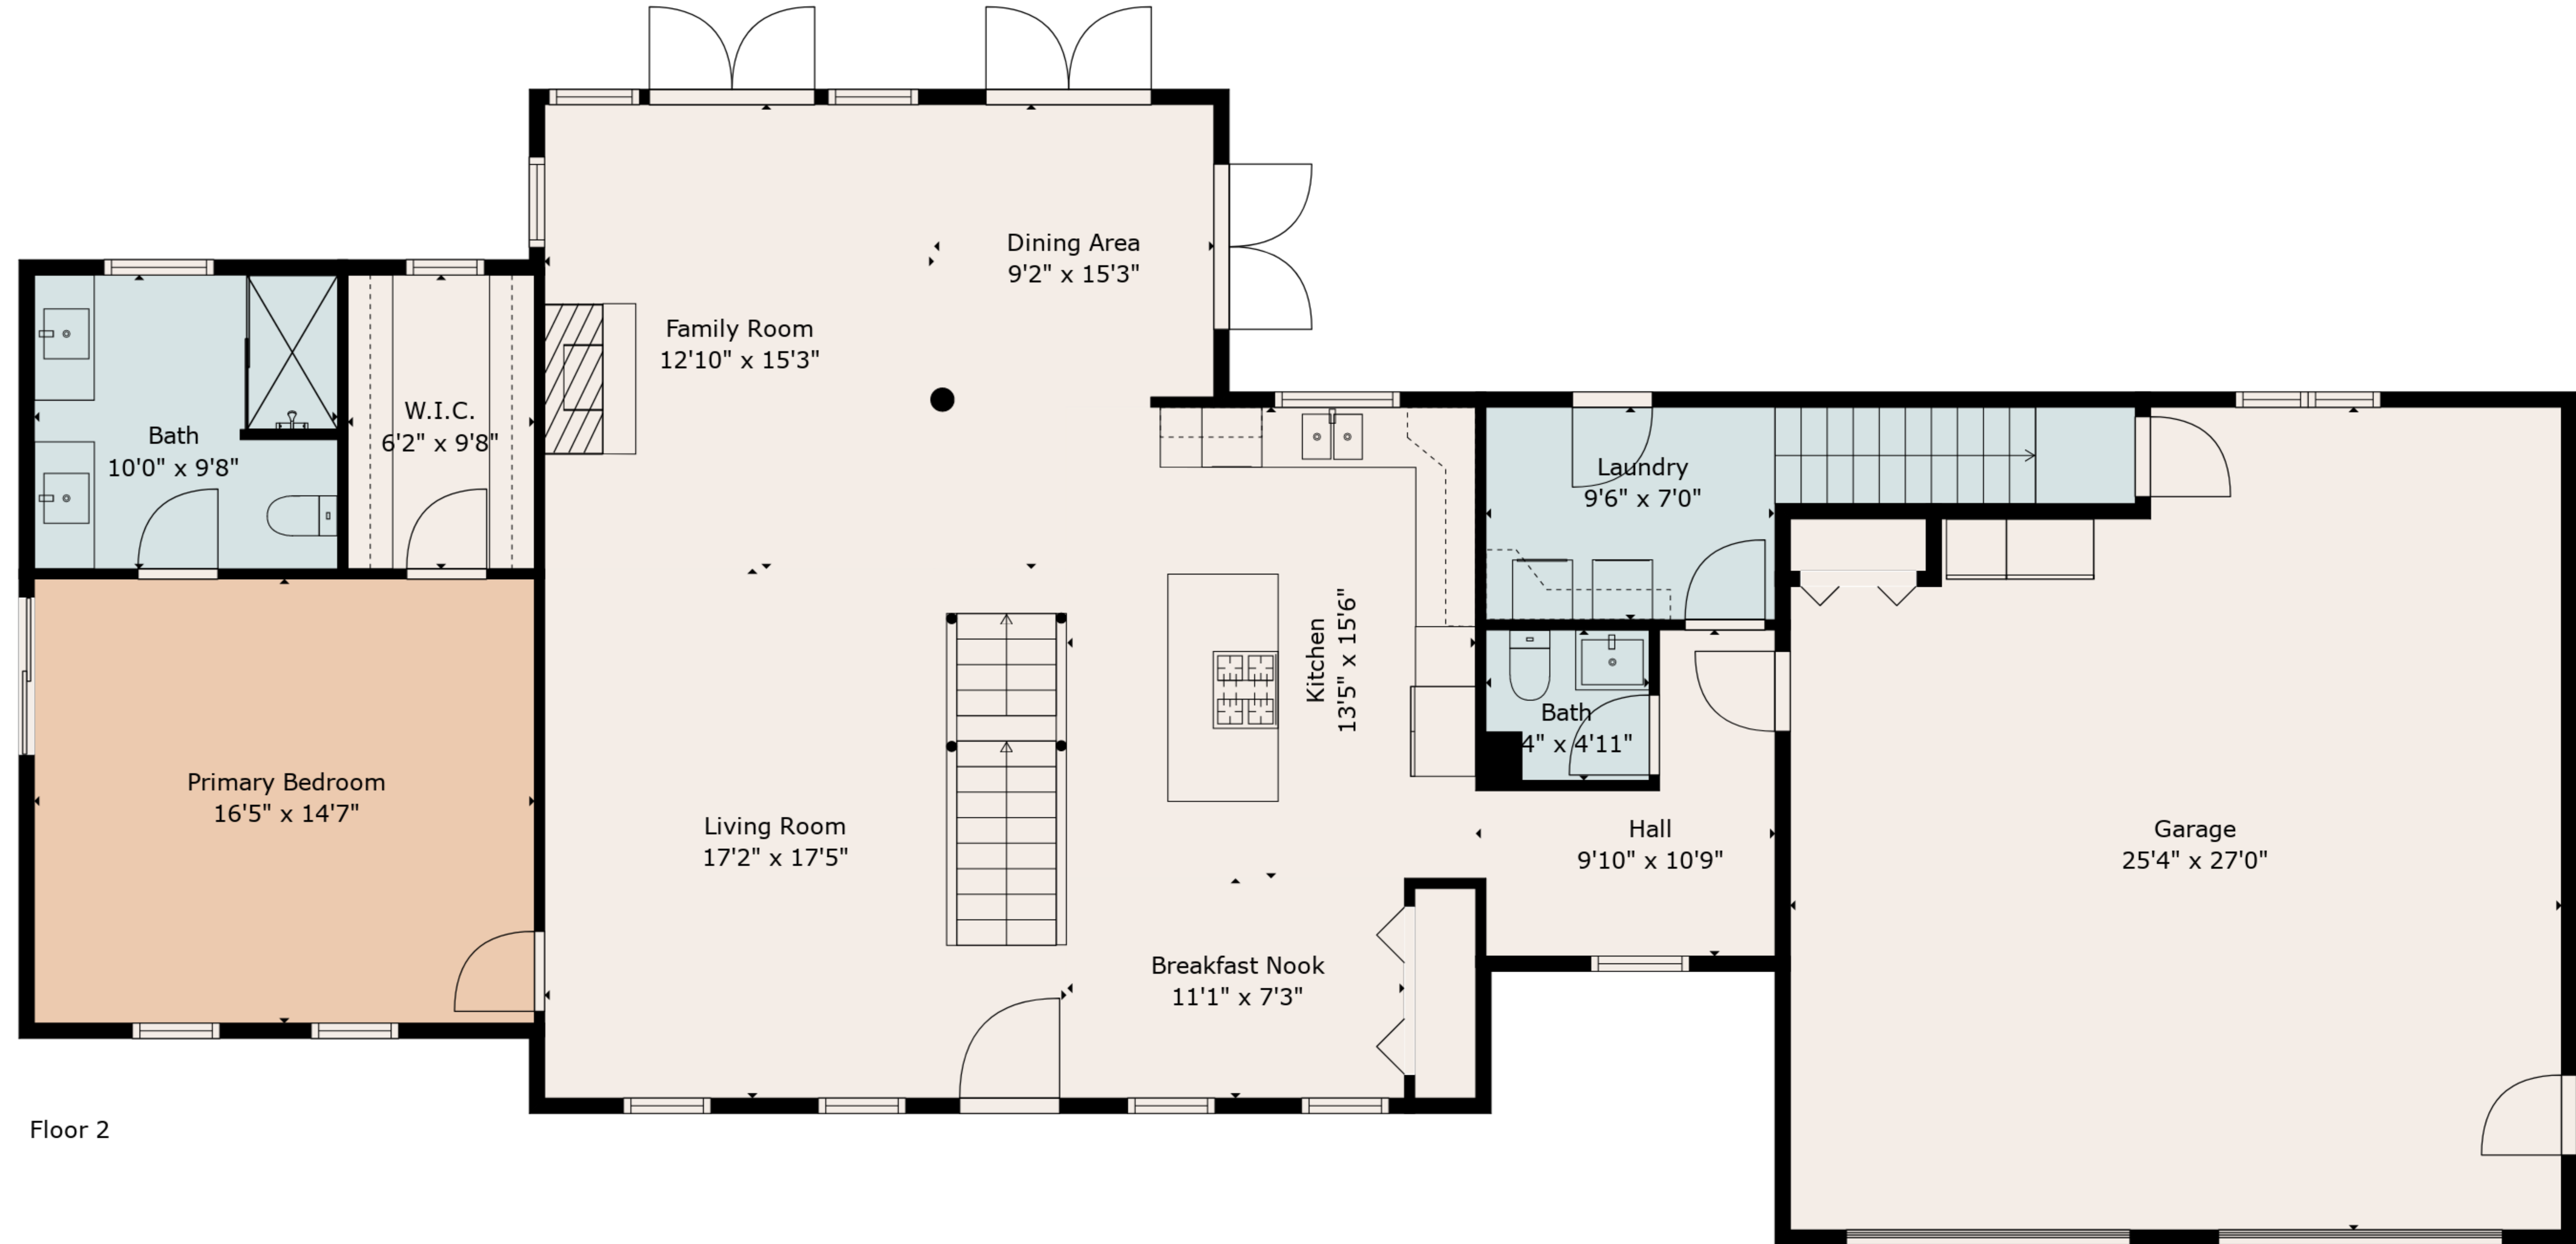 Dining Area
9'2" x 15'3"
Family Room
12'10" x 15'3"
W.I.C.
6'2" x 9'8"
Bath
10'0" x 9'8"
Laundry
9'6" x 7'0"
Kitchen
13'5" x 15'6"
Bath
4" x 4'11"
Primary Bedroom
16'5" x 14'7"
Living Room
17'2" x 17'5"
Hall
9'10" x 10'9"
Garage
25'4" x 27'0"
Breakfast Nook
11'1" x 7'3"
Floor 2